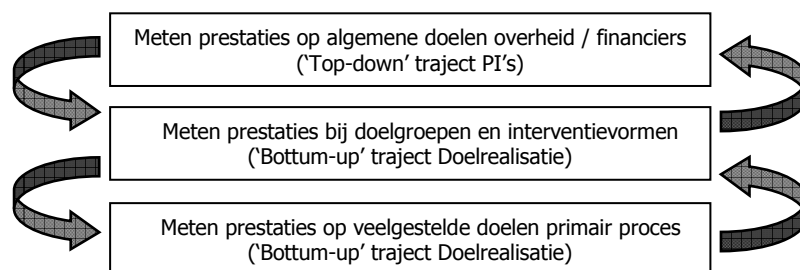 Meten prestaties op algemene doelen overheid / financiers
(‘Top-down’ traject PI’s)
Meten prestaties bij doelgroepen en interventievormen
(‘Bottum-up’ traject Doelrealisatie)
Meten prestaties op veelgestelde doelen primair proces
(‘Bottum-up’ traject Doelrealisatie)